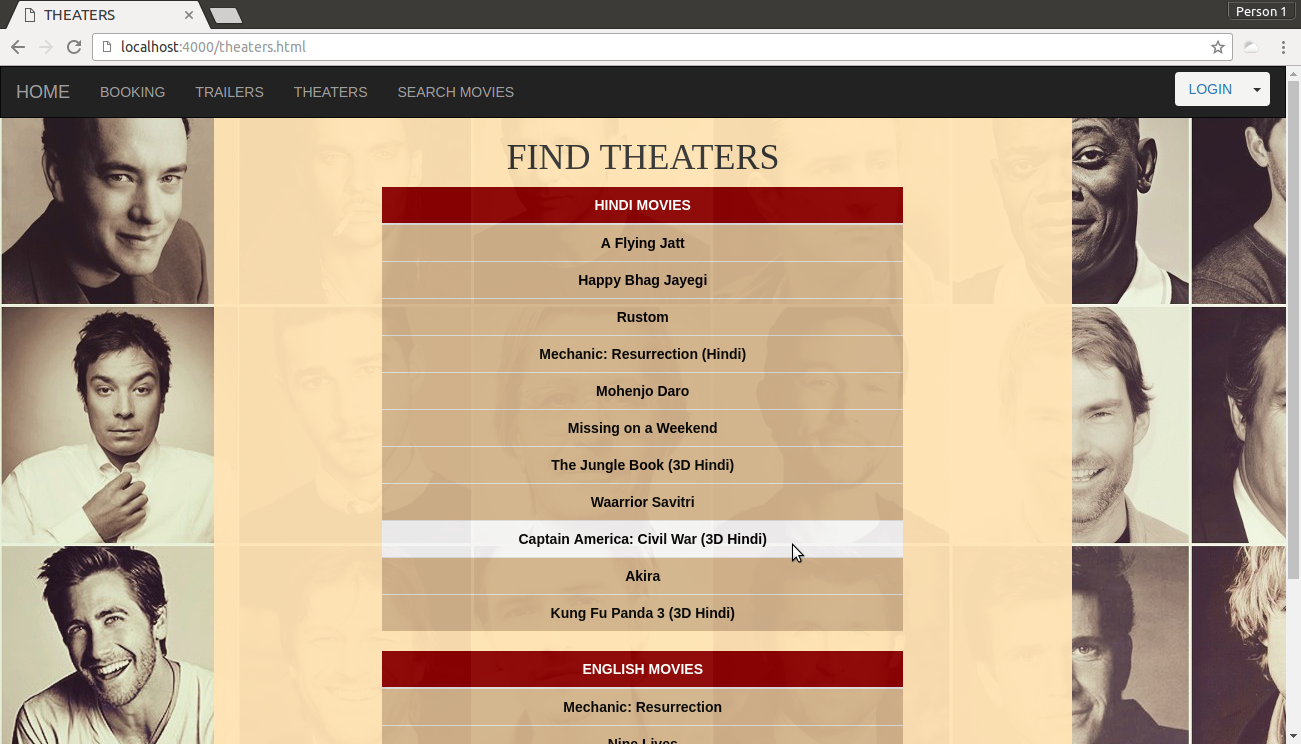 THEATERS
Person 1
localhost:4000/theaters.html
HOME BOOKING TRAILERS THEATERS SEARCH MOVIES LOGIN
FIND THEATERS
HINDI MOVIES
A Flying Jatt
Happy Bhag Jayegi
Rustom
Mechanic: Resurrection (Hindi)
Mohenjo Daro
Missing on a Weekend
The Jungle Book (3D Hindi)
Waarrior Savitri
Captain America: Civil War (3D Hindi)
Akira
Kung Fu Panda 3 (3D Hindi)
ENGLISH MOVIES
Mechanic: Resurrection
Nine Lives